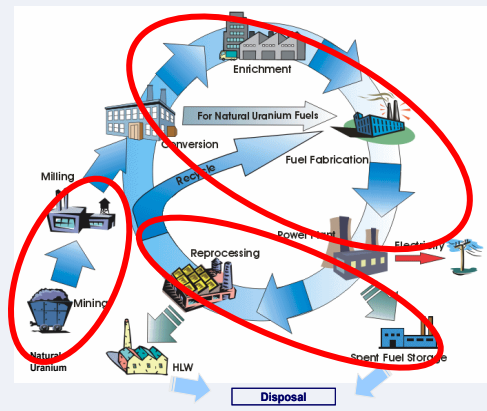 Enrichment
For Natural Uranium Fuels
Conversion
Fuel Fabrication
Recycle
Milling
Power Plant
Electricity
Reprocessing
Mining
Natural
Uranium
Spent Fuel Storage
HLW
Disposal